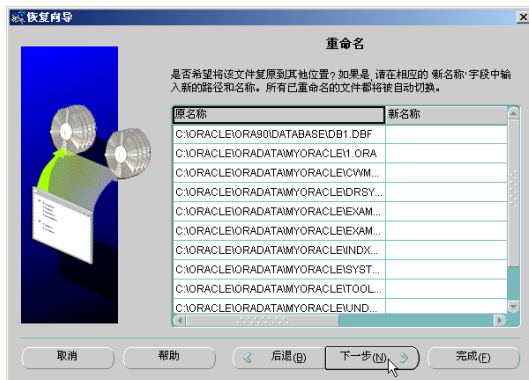 恢复向导
重命名
是否希望将该文件复原到其他位置?如果是,请在相应的'新名称'字段中输
入新的路径和名称。所有已重命名的文件都将被自动切换。
原名称 新名称
C:\ORACLE\ORA90\DATABASE\DB1.DBF
C:\ORACLE\ORADATA\MYORACLE\1.ORA
C:\ORACLE\ORADATA\MYORACLE\CWM...
C:\ORACLE\ORADATA\MYORACLE\DRSY...
C:\ORACLE\ORADATA\MYORACLE\EXAM...
C:\ORACLE\ORADATA\MYORACLE\EXAM...
C:\ORACLE\ORADATA\MYORACLE\INDX...
C:\ORACLE\ORADATA\MYORACLE\SYST...
C:\ORACLE\ORADATA\MYORACLE\TOOL...
C:\ORACLE\ORADATA\MYORACLE\UND...
取消 帮助 后退(B) 下一步(N) 完成(F)